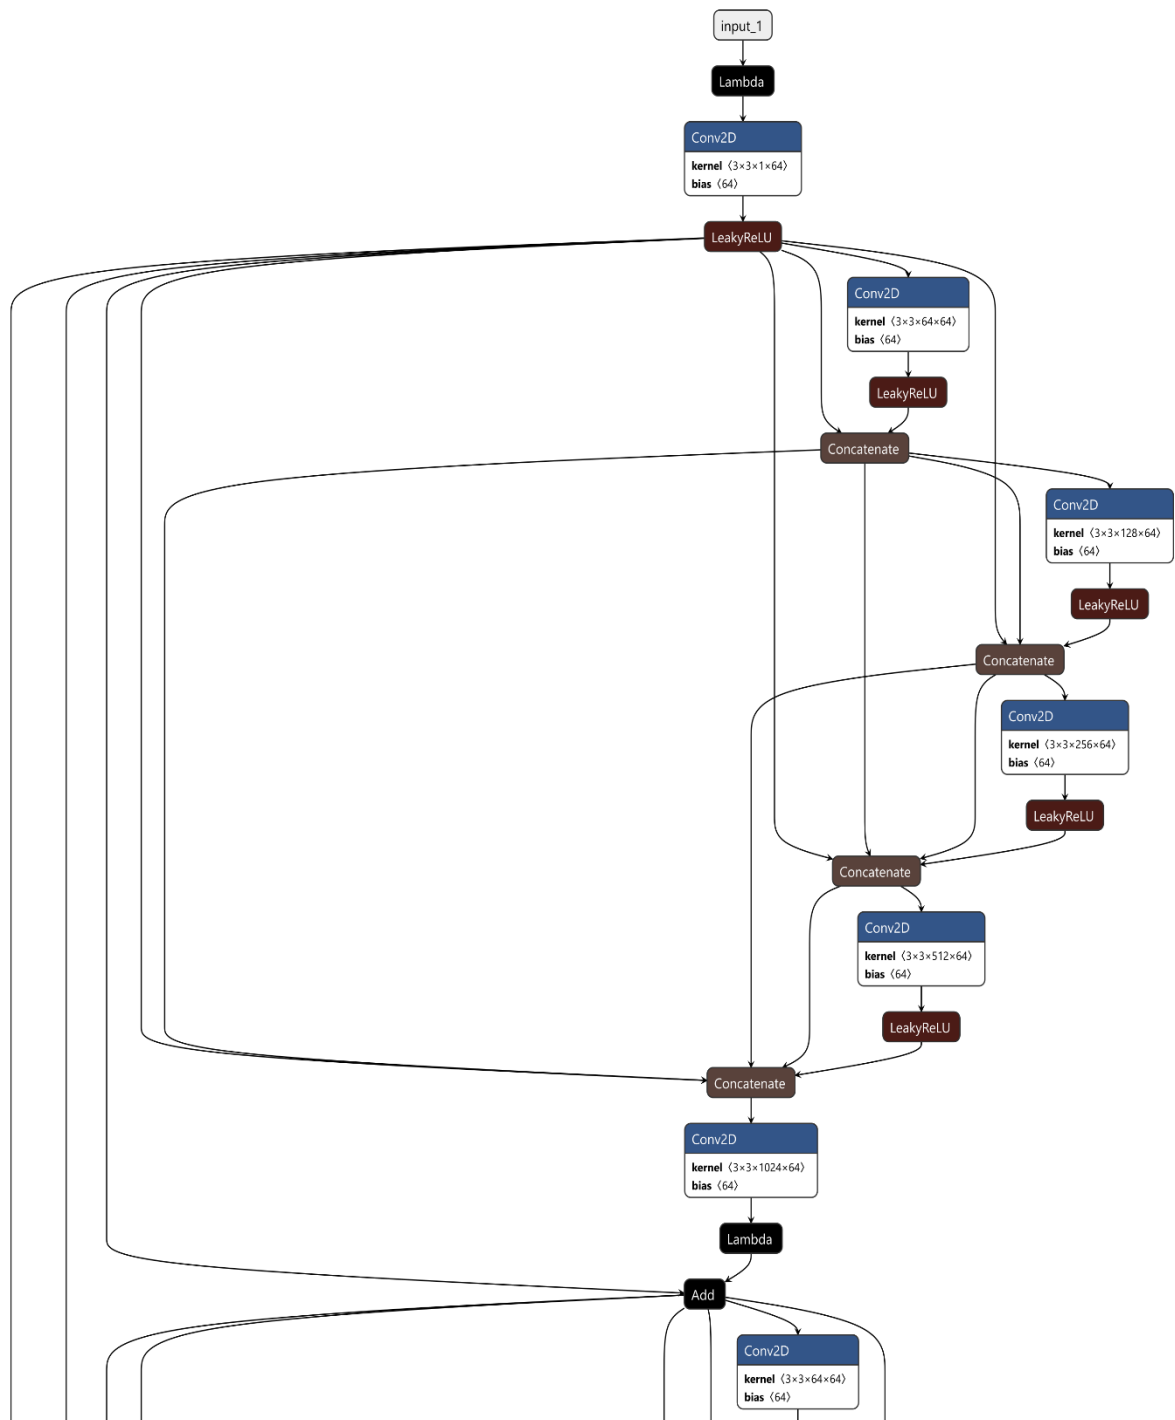 input_1
Lambda
Conv2D
kernel〈3×3×1×64〉
bias〈64〉
LeakyReLU
Conv2D
kernel〈3×3×64×64〉
bias〈64〉
LeakyReLU
Concatenate
Conv2D
kernel〈3×3×128×64〉
bias〈64〉
LeakyReLU
Concatenate
Conv2D
kernel〈3×3×256×64〉
bias〈64〉
LeakyReLU
Concatenate
Conv2D
kernel〈3×3×512×64〉
bias〈64〉
LeakyReLU
Concatenate
Conv2D
kernel〈3×3×1024×64〉
bias〈64〉
Lambda
Add
Conv2D
kernel〈3×3×64×64〉
bias〈64〉